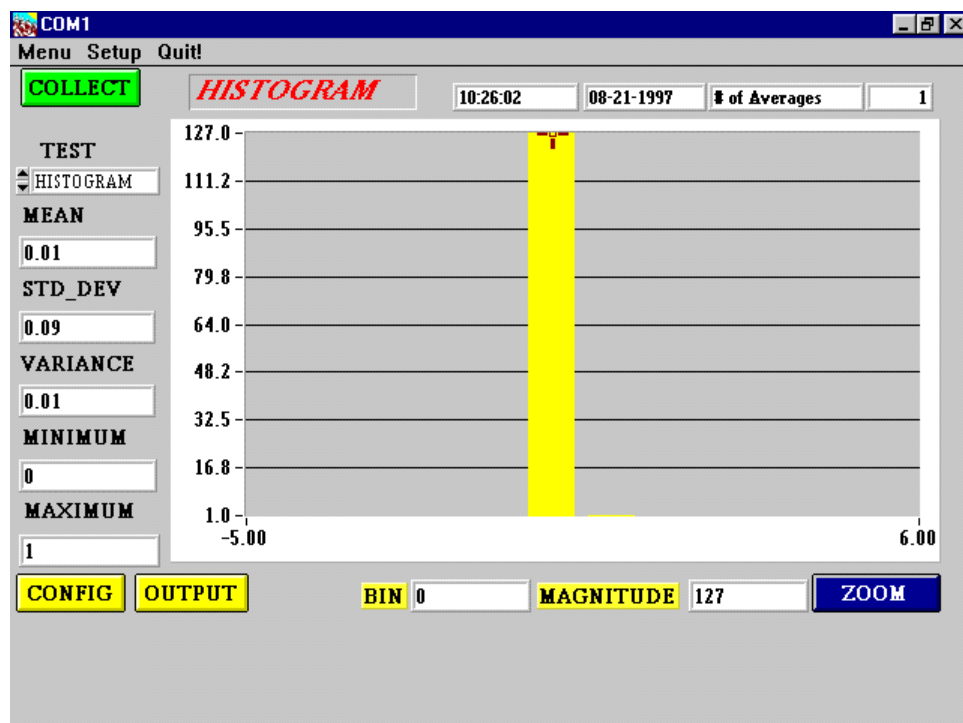 COM1
Menu Setup Quit!
COLLECT
HISTOGRAM
10:26:02
08-21-1997
# of Averages
1
TEST
HISTOGRAM
MEAN
0.01
STD_DEV
0.09
VARIANCE
0.01
MINIMUM
0
MAXIMUM
1
127.0
111.2
95.5
79.8
64.0
48.2
32.5
16.8
1.0
-5.00
6.00
CONFIG
OUTPUT
BIN
0
MAGNITUDE
127
ZOOM